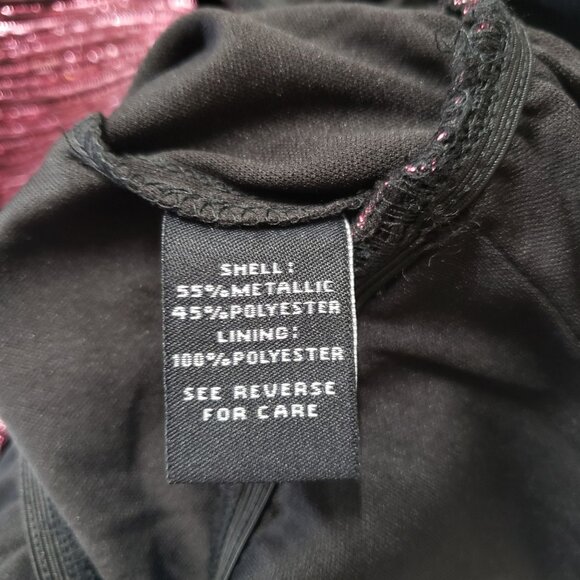 SHELL:
55%METALLIC
45%POLYESTER
LINING:
100%POLYESTER
SEE REVERSE
FOR CARE